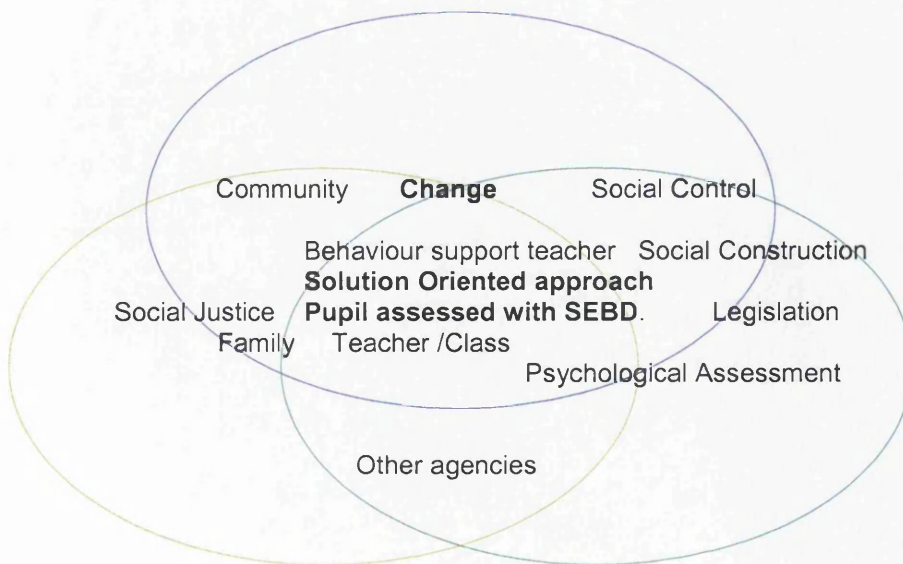 Community Change Social Control
Behaviour support teacher Social Construction
Solution Oriented approach
Social Justice Pupil assessed with SEBD. Legislation
Family Teacher /Class
Psychological Assessment
Other agencies